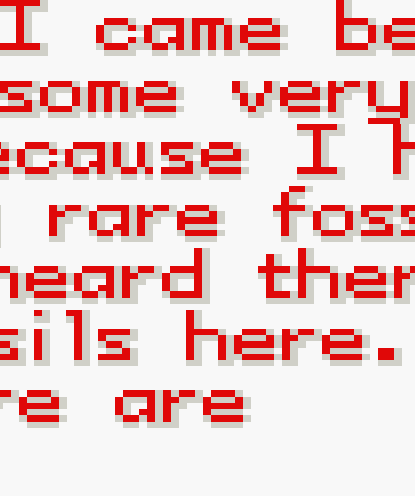 I came be
some very
ecause I h
rare foss
heard ther
sils here.
re are